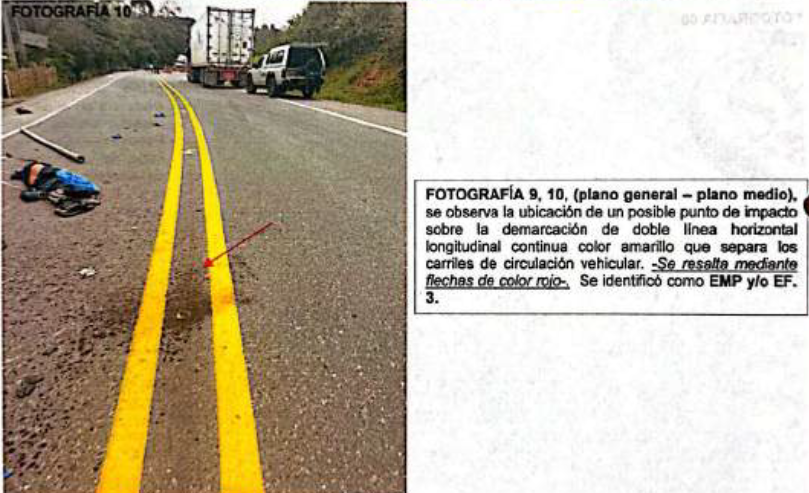 FOTOGRAFÍA 10
FOTOGRAFÍA 9, 10, (plano general – plano medio),
se observa la ubicación de un posible punto de impacto
sobre la demarcación de doble línea horizontal
longitudinal continua color amarillo que separa los
carriles de circulación vehicular. -Se resalta mediante
flechas de color rojo-. Se identificó como EMP y/o EF.
3.